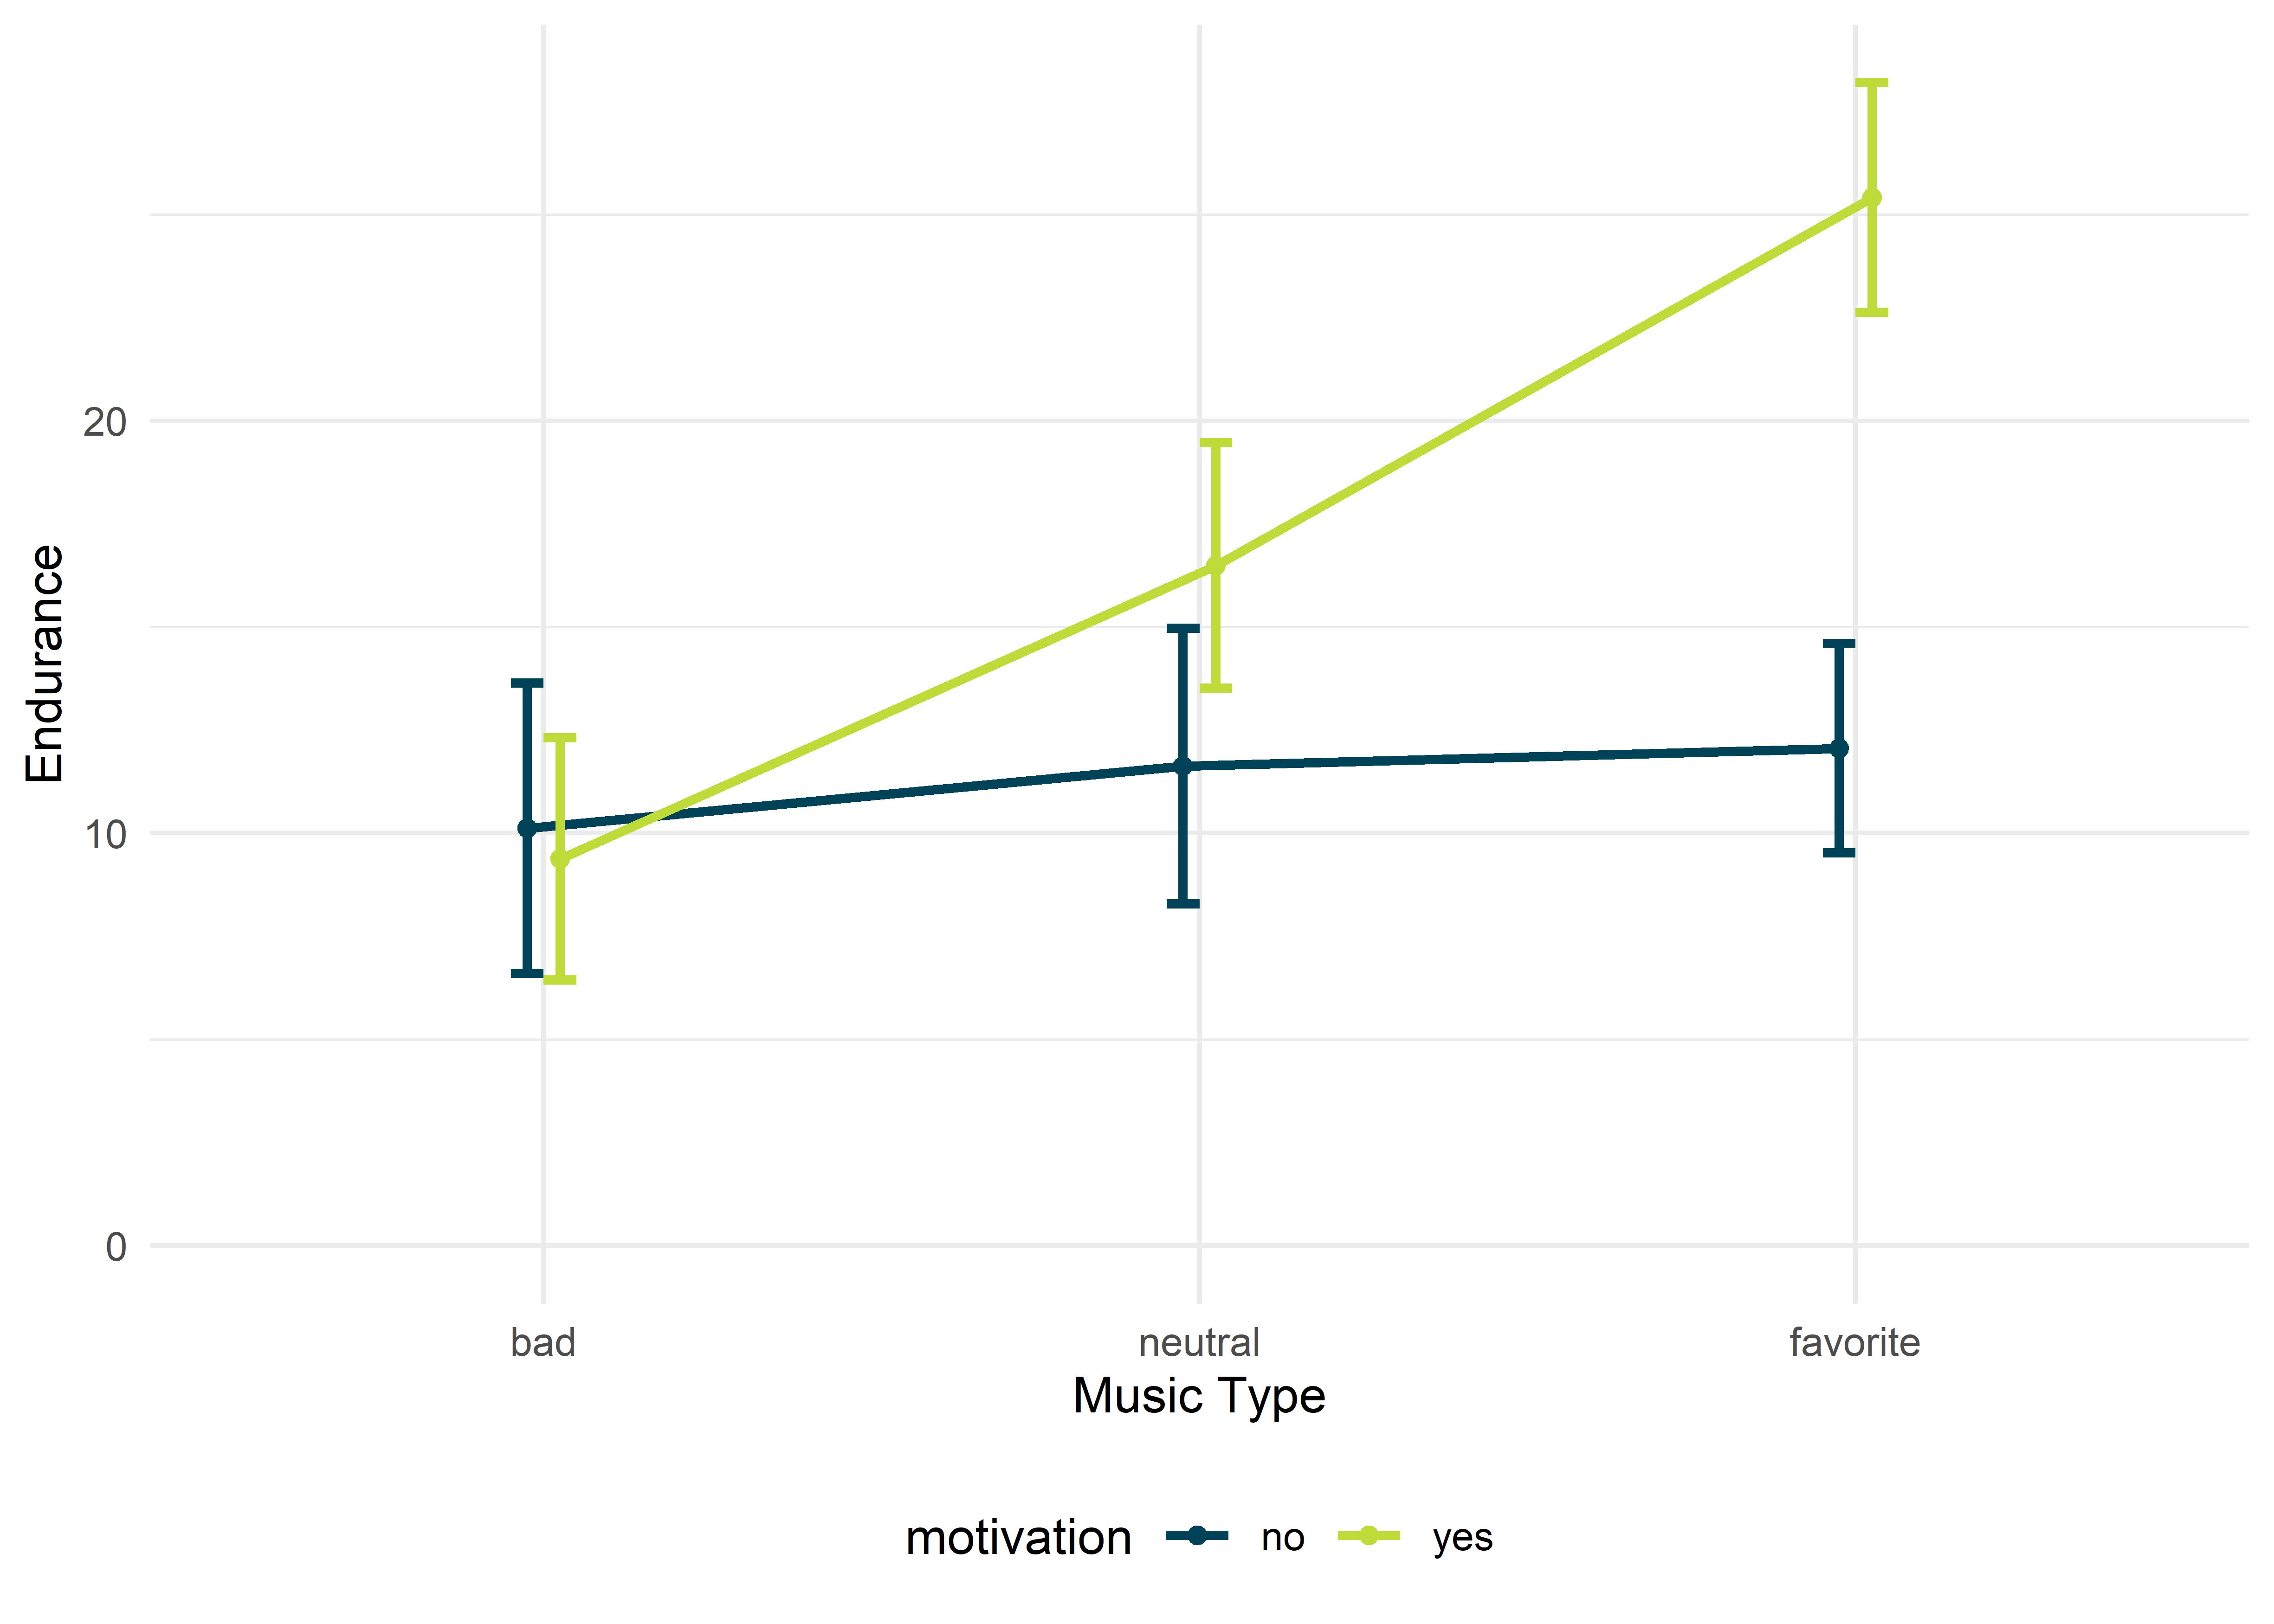 Endurance
20
10
0
bad neutral favorite
Music Type
motivation no yes